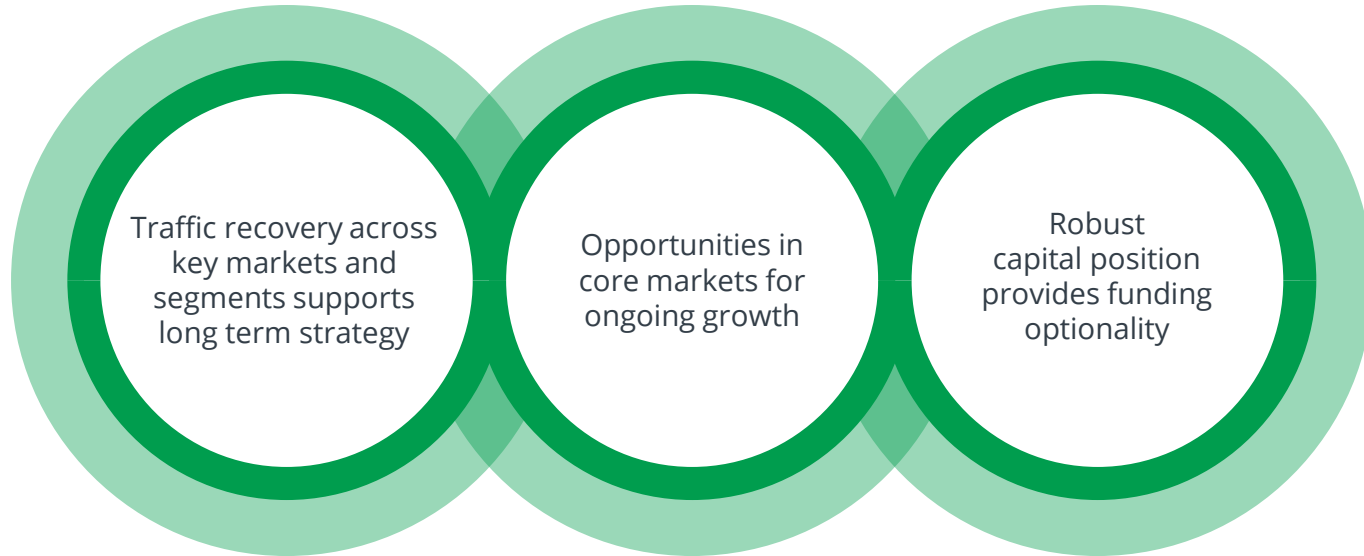 Traffic recovery across
key markets and
segments supports
long term strategy
Opportunities in
core markets for
ongoing growth
Robust
capital position
provides funding
optionality